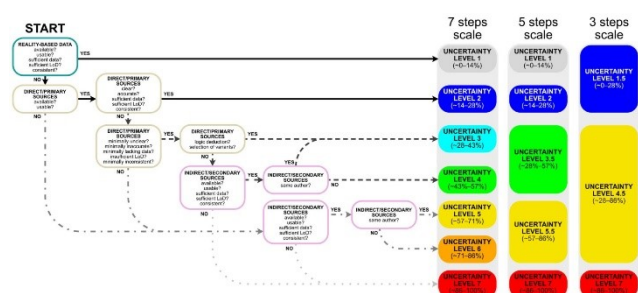 START
7 steps
scale
5 steps
scale
3 steps
scale
REALITY-BASED DATA
available?
usable?
sufficient data?
sufficient LoD?
consistent?
YES
NO
DIRECT/PRIMARY
SOURCES
available?
usable?
YES
NO
DIRECT/PRIMARY
SOURCES
clear?
accurate?
sufficient data?
sufficient LoD?
consistent?
YES
NO
DIRECT/PRIMARY
SOURCES
minimally unclear?
minimally inaccurate?
minimally lacking data?
insufficient LoD?
minimally inconsistent?
YES
NO
DIRECT/PRIMARY
SOURCES
logic deduction?
selection of variants?
YES
NO
INDIRECT/SECONDARY
SOURCES
available?
usable?
sufficient data?
sufficient LoD?
consistent?
YES
NO
INDIRECT/SECONDARY
SOURCES
same author?
YES
NO
INDIRECT/SECONDARY
SOURCES
available?
usable?
sufficient data?
sufficient LoD?
consistent?
YES
NO
INDIRECT/SECONDARY
SOURCES
same author?
YES
NO
UNCERTAINTY
LEVEL 1
(~0-14%)
UNCERTAINTY
LEVEL 2
(~14-28%)
UNCERTAINTY
LEVEL 3
(~28-43%)
UNCERTAINTY
LEVEL 4
(~43%-57%)
UNCERTAINTY
LEVEL 5
(~57-71%)
UNCERTAINTY
LEVEL 6
(~71-86%)
UNCERTAINTY
LEVEL 7
UNCERTAINTY
LEVEL 1
(~0-14%)
UNCERTAINTY
LEVEL 2
(~14-28%)
UNCERTAINTY
LEVEL 3.5
(~28%-57%)
UNCERTAINTY
LEVEL 5.5
(~57-86%)
UNCERTAINTY
LEVEL 7
UNCERTAINTY
LEVEL 1.5
(~0-28%)
UNCERTAINTY
LEVEL 4.5
(~28-86%)
UNCERTAINTY
LEVEL 7